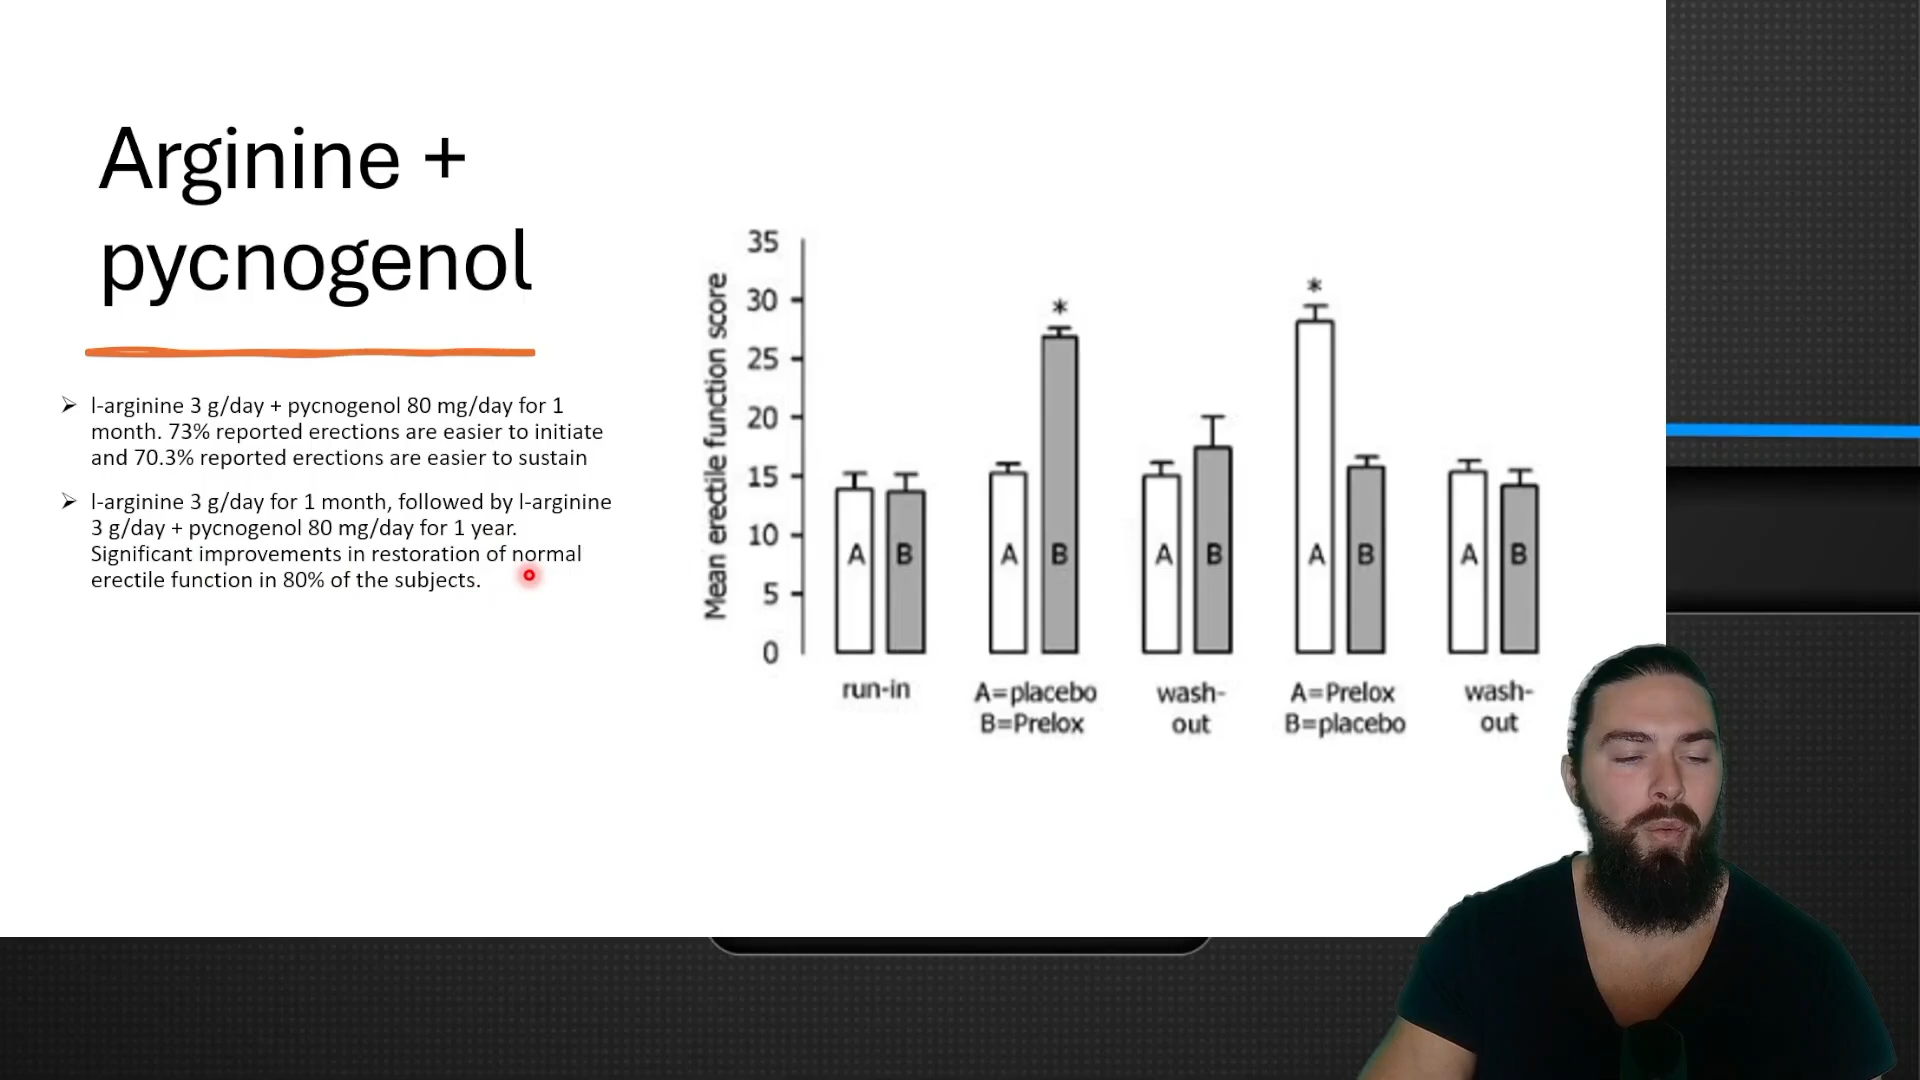 Arginine +
pycnogenol
l-arginine 3 g/day + pycnogenol 80 mg/day for 1
month. 73% reported erections are easier to initiate
and 70.3% reported erections are easier to sustain
l-arginine 3 g/day for 1 month, followed by l-arginine
3 g/day + pycnogenol 80 mg/day for 1 year.
Significant improvements in restoration of normal
erectile function in 80% of the subjects.
Mean erectile function score
35
30
25
20
15
10
5
0
* *
A B A B A B A B A B
run-in
A=placebo
B=Prelox
wash-
out
A=Prelox
B=placebo
wash-
out